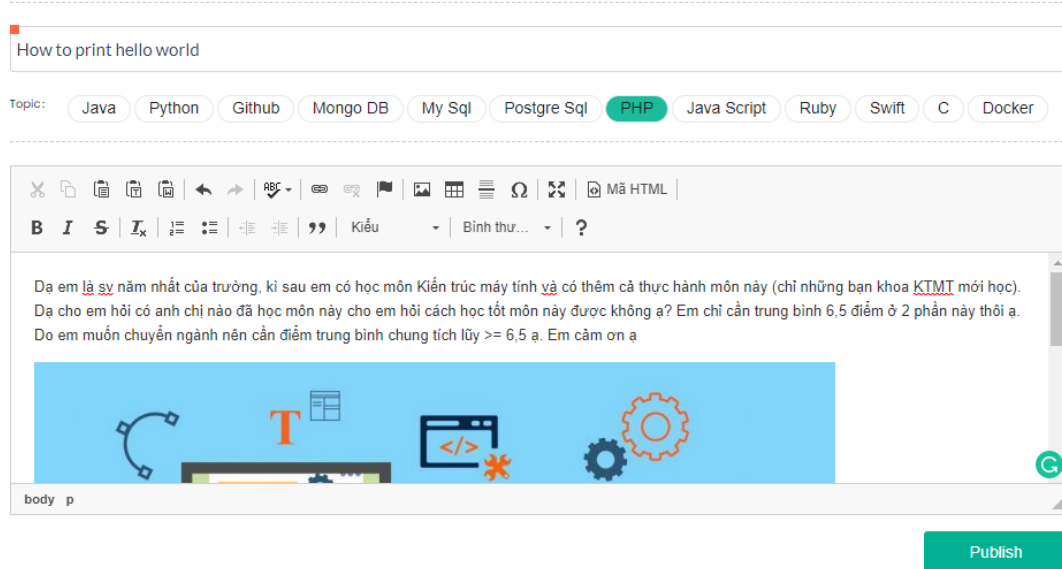 How to print hello world
Topic: Java Python Github Mongo DB My Sql Postgre Sql PHP Java Script Ruby Swift C Docker
ABC Ω Mã HTML
B I S Ix Kiểu Bình thư... ?
Dạ em là sv năm nhất của trường, kì sau em có học môn Kiến trúc máy tính và có thêm cả thực hành môn này (chỉ những bạn khoa KTMT mới học).
Dạ cho em hỏi có anh chị nào đã học môn này cho em hỏi cách học tốt môn này được không ạ? Em chỉ cần trung bình 6,5 điểm ở 2 phần này thôi ạ.
Do em muốn chuyển ngành nên cần điểm trung bình chung tích lũy >= 6,5 ạ. Em cảm ơn ạ
T
</>
G
body p
Publish